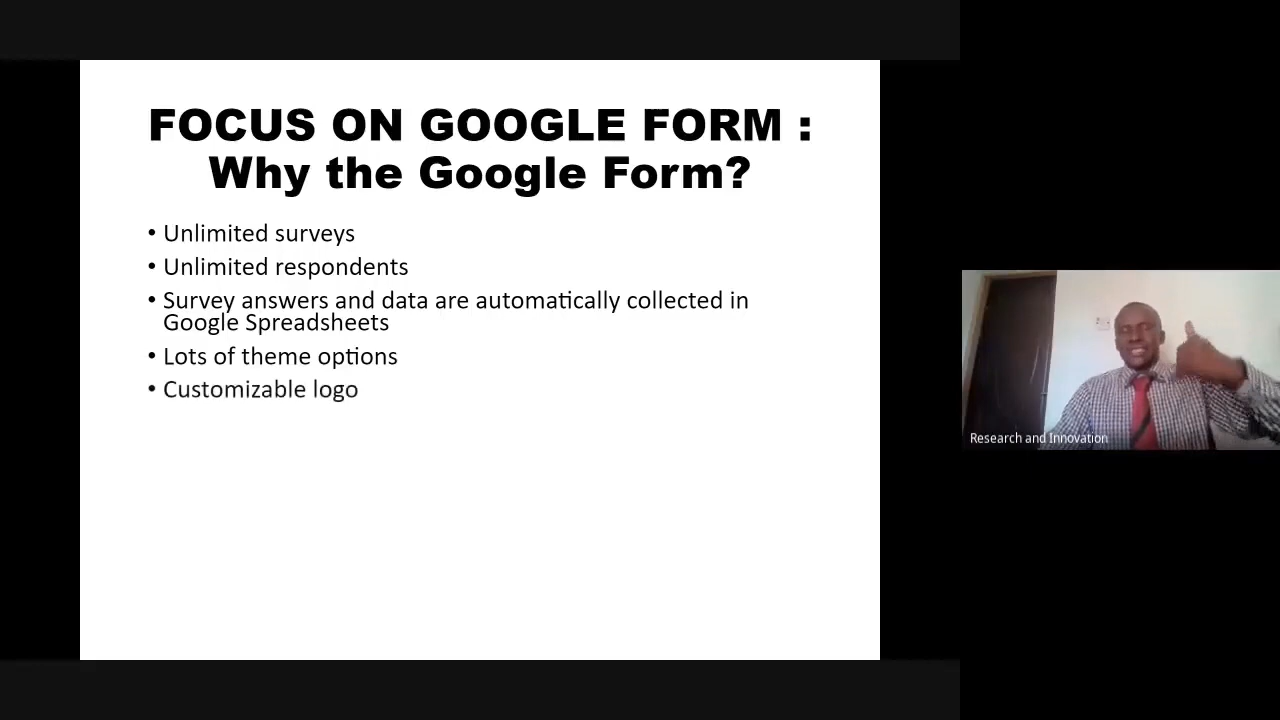 FOCUS ON GOOGLE FORM :
Why the Google Form?
• Unlimited surveys
• Unlimited respondents
• Survey answers and data are automatically collected in
Google Spreadsheets
• Lots of theme options
• Customizable logo
Research and Innovation